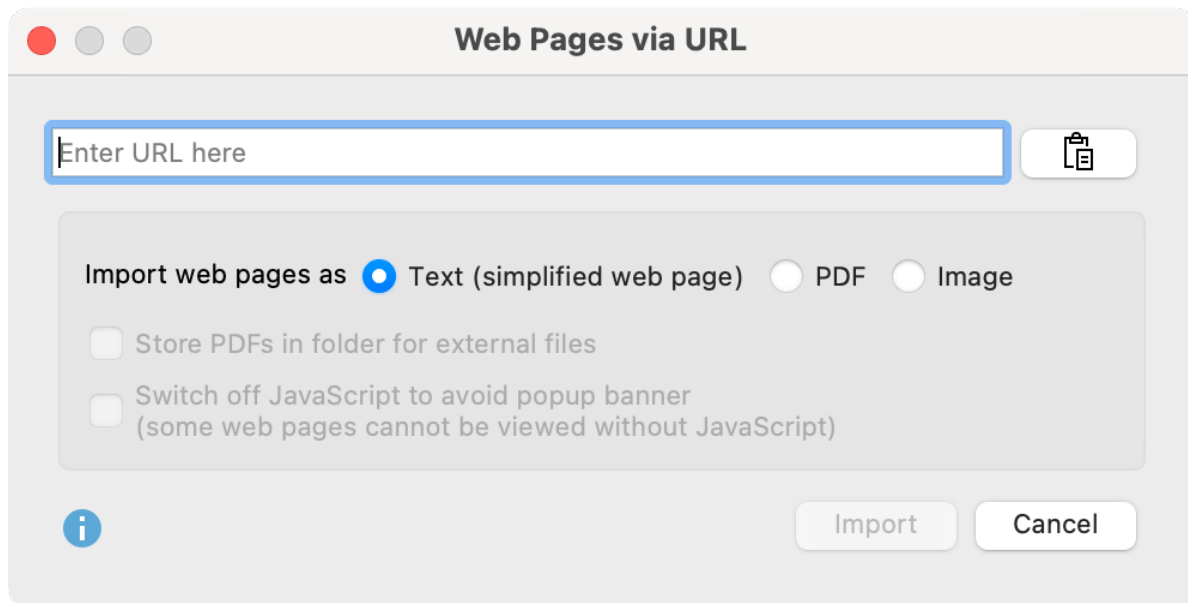 Web Pages via URL
Enter URL here
Import web pages as Text (simplified web page) PDF Image
Store PDFs in folder for external files
Switch off JavaScript to avoid popup banner
(some web pages cannot be viewed without JavaScript)
Import Cancel